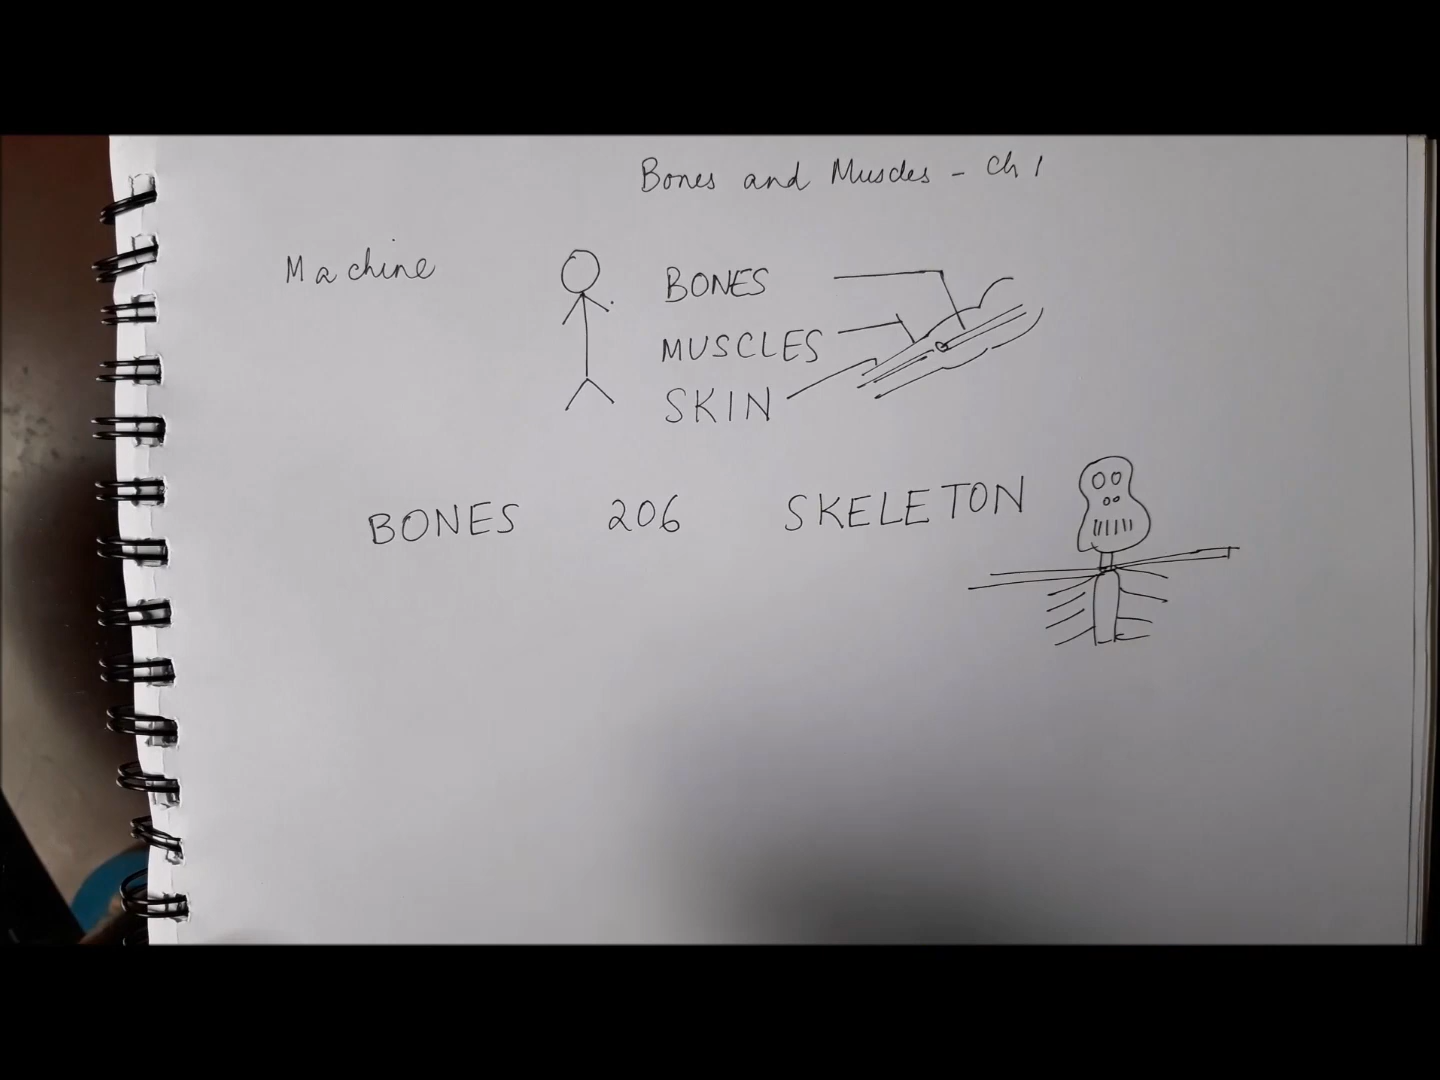 Bones and Muscles - Ch 1
Machine
BONES
MUSCLES
SKIN
BONES 206 SKELETON